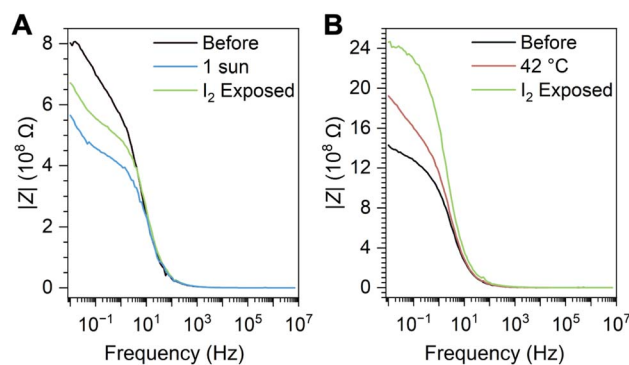 A
Before
1 sun
I₂ Exposed
|Z| (10⁸ Ω)
8
6
4
2
0
10⁻¹ 10¹ 10³ 10⁵ 10⁷
Frequency (Hz)
B
Before
42 °C
I₂ Exposed
|Z| (10⁸ Ω)
24
20
16
12
8
4
0
10⁻¹ 10¹ 10³ 10⁵ 10⁷
Frequency (Hz)